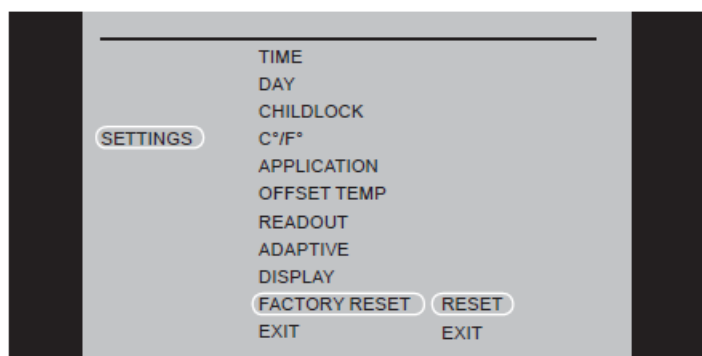 TIME
DAY
CHILDLOCK
SETTINGS C°/F°
APPLICATION
OFFSET TEMP
READOUT
ADAPTIVE
DISPLAY
FACTORY RESET RESET
EXIT EXIT